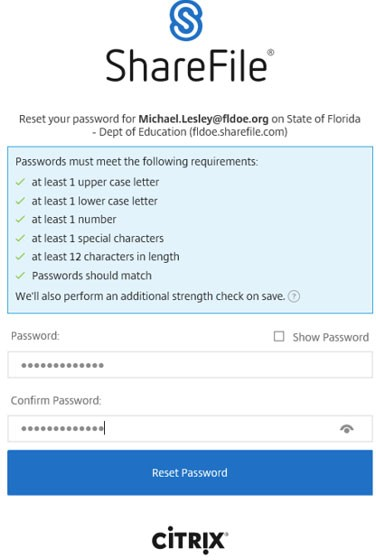 ShareFile®
Reset your password for Michael.Lesley@fldoe.org on State of Florida
- Dept of Education (fldoe.sharefile.com)
Passwords must meet the following requirements:
at least 1 upper case letter
at least 1 lower case letter
at least 1 number
at least 1 special characters
at least 12 characters in length
Passwords should match
We'll also perform an additional strength check on save. ?
Password:
Show Password
•••••••••••••
Confirm Password:
•••••••••••••
Reset Password
CITRIX®